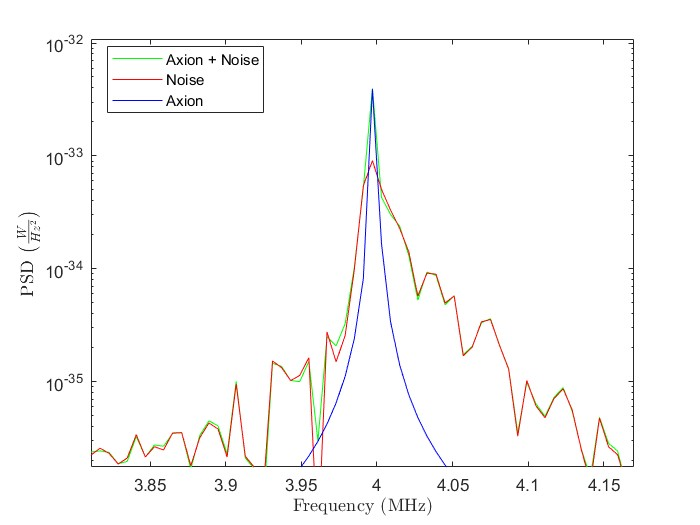 10^-32
10^-33
10^-34
10^-35
PSD (W/Hz^2)
Axion + Noise
Noise
Axion
3.85 3.9 3.95 4 4.05 4.1 4.15
Frequency (MHz)